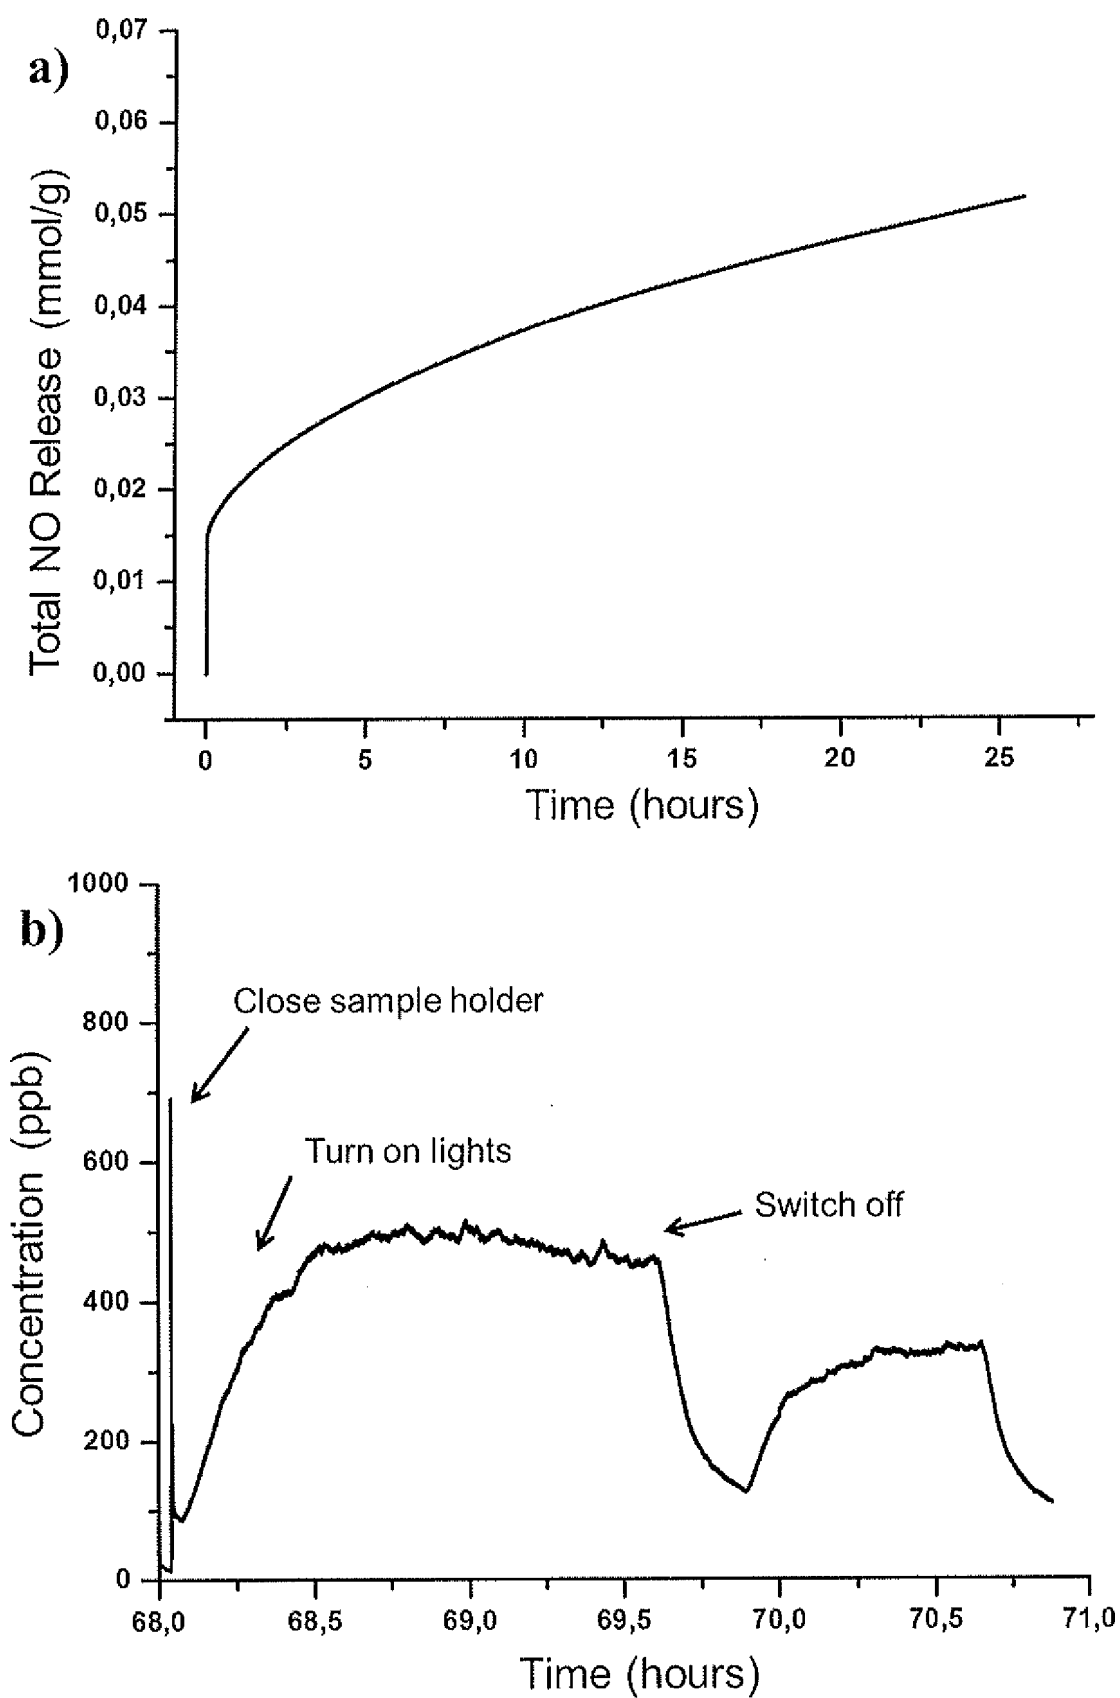 a)
Total NO Release (mmol/g)
0,07
0,06
0,05
0,04
0,03
0,02
0,01
0,00
0 5 10 15 20 25
Time (hours)
b)
Concentration (ppb)
1000
800
600
400
200
0
Close sample holder
Turn on lights
Switch off
68,0 68,5 69,0 69,5 70,0 70,5 71,0
Time (hours)